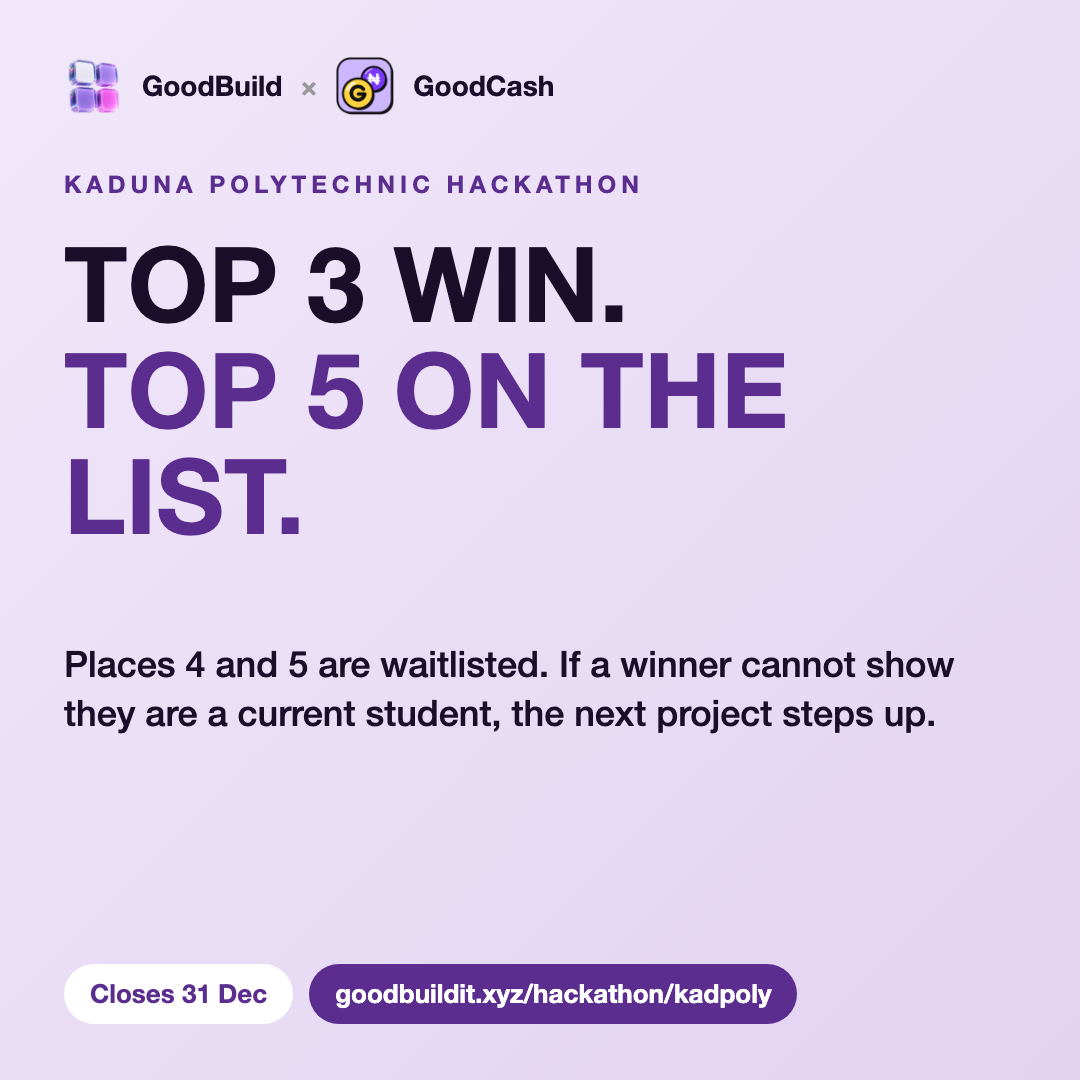 GoodBuild × GoodCash
KADUNA POLYTECHNIC HACKATHON
TOP 3 WIN.
TOP 5 ON THE
LIST.
Places 4 and 5 are waitlisted. If a winner cannot show
they are a current student, the next project steps up.
Closes 31 Dec
goodbuildit.xyz/hackathon/kadpoly